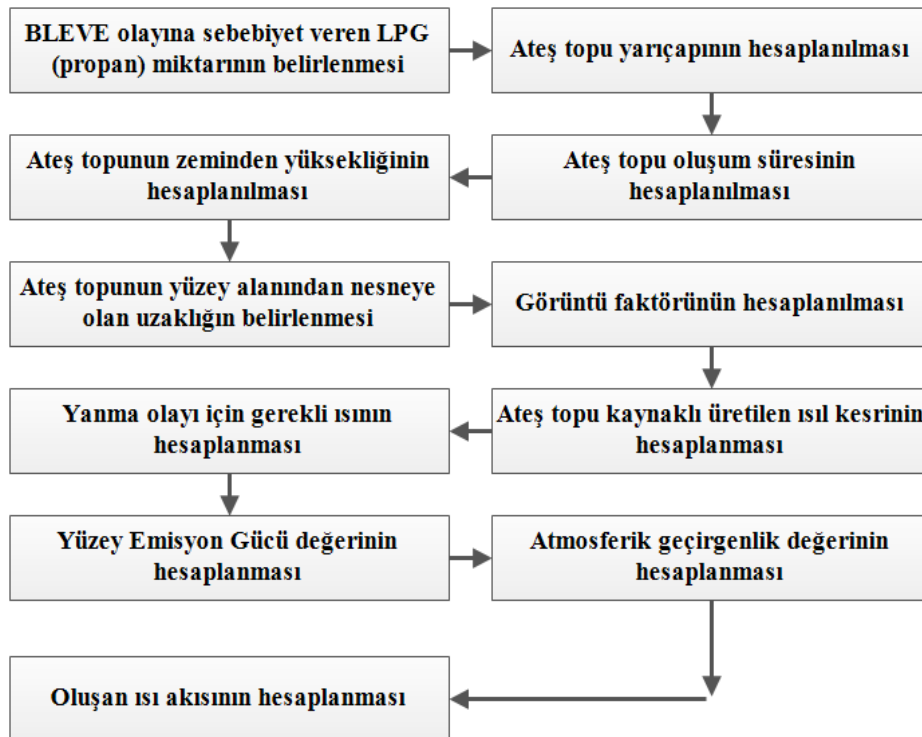 BLEVE olayına sebebiyet veren LPG
(propan) miktarının belirlenmesi
Ateş topu yarıçapının hesaplanılması
Ateş topu oluşum süresinin
hesaplanılması
Ateş topunun zeminden yüksekliğinin
hesaplanılması
Ateş topunun yüzey alanından nesneye
olan uzaklığın belirlenmesi
Görüntü faktörünün hesaplanılması
Ateş topu kaynaklı üretilen ısıl kesrinin
hesaplanması
Yanma olayı için gerekli ısının
hesaplanması
Yüzey Emisyon Gücü değerinin
hesaplanması
Atmosferik geçirgenlik değerinin
hesaplanması
Oluşan ısı akısının hesaplanması